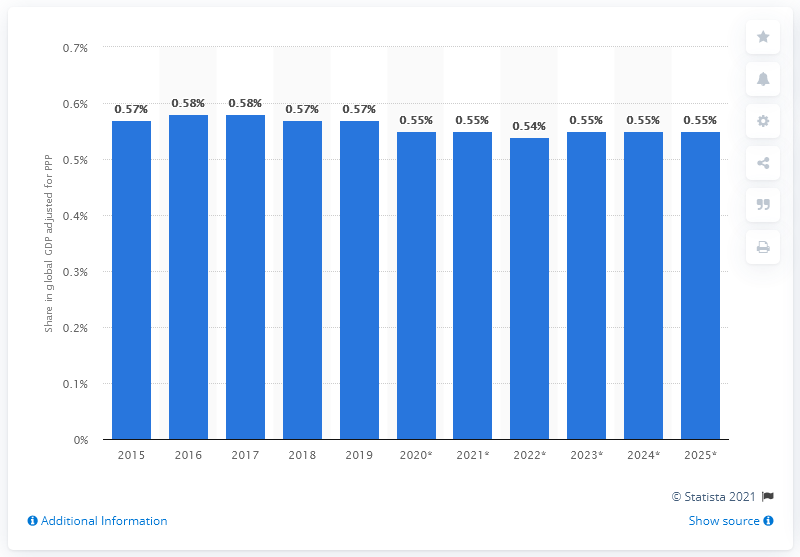 0.7%
0.6%
0.5%
0.4%
0.3%
0.2%
0.1%
0%
Share in global GDP adjusted for PPP
0.57% 0.58% 0.58% 0.57% 0.57% 0.55% 0.55% 0.54% 0.55% 0.55% 0.55%
2015 2016 2017 2018 2019 2020* 2021* 2022* 2023* 2024* 2025*
© Statista 2021
Additional Information Show source